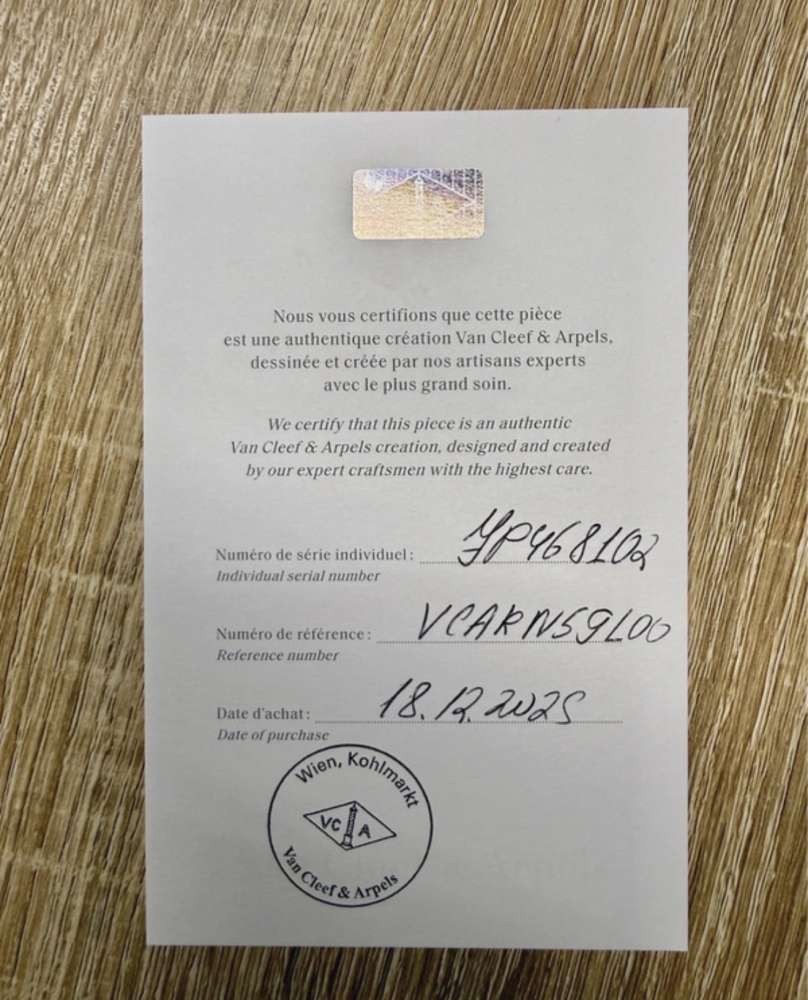 Nous vous certifions que cette pièce
est une authentique création Van Cleef & Arpels,
dessinée et créée par nos artisans experts
avec le plus grand soin.
We certify that this piece is an authentic
Van Cleef & Arpels creation, designed and created
by our expert craftsmen with the highest care.
Numéro de série individuel : JP468102
Individual serial number
Numéro de référence : VCARN59L00
Reference number
Date d'achat : 18.12.2025
Date of purchase
Wien, Kohlmarkt
VC A
Van Cleef & Arpels